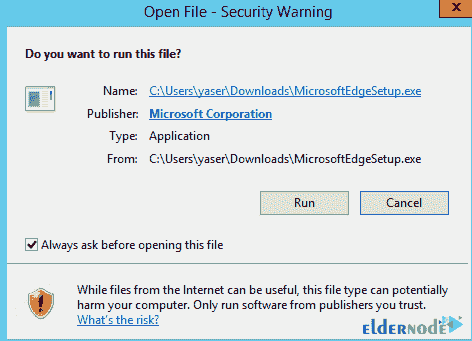 Open File - Security Warning
x
Do you want to run this file?
Name: C:\Users\yaser\Downloads\MicrosoftEdgeSetup.exe
Publisher: Microsoft Corporation
Type: Application
From: C:\Users\yaser\Downloads\MicrosoftEdgeSetup.exe
Run Cancel
Always ask before opening this file
While files from the Internet can be useful, this file type can potentially
harm your computer. Only run software from publishers you trust.
What's the risk?
ELDERNODE